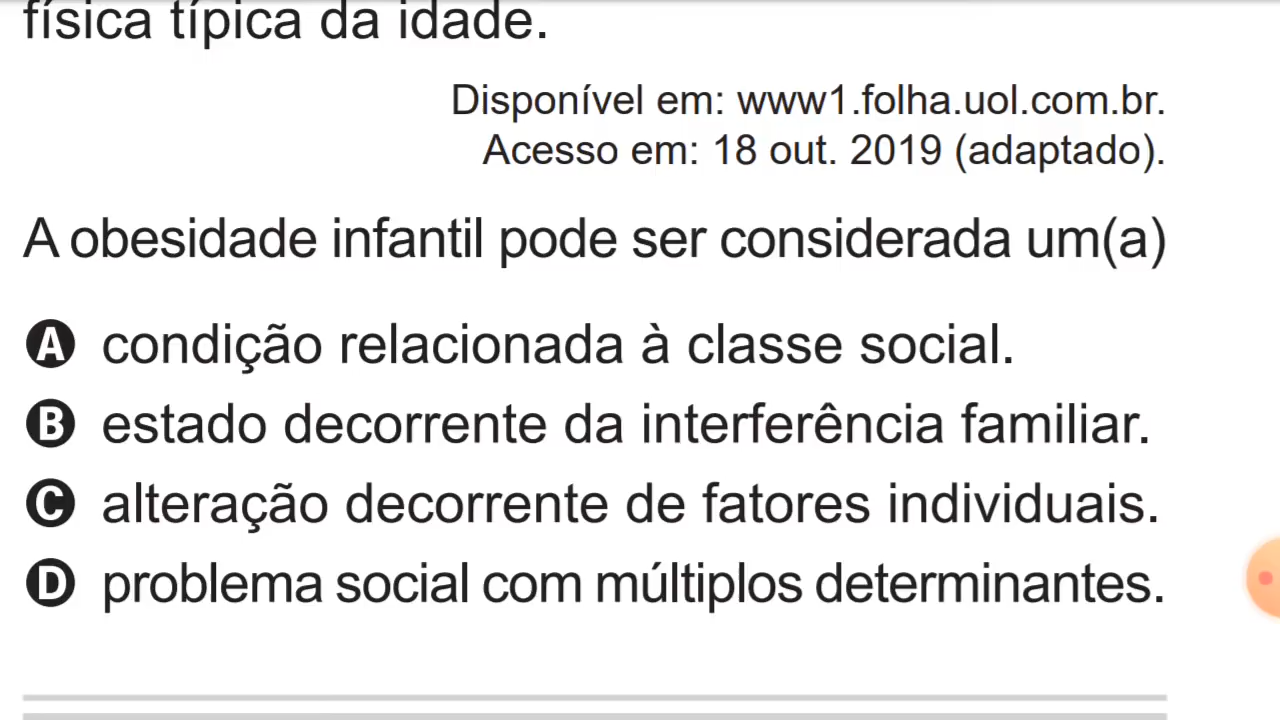 física típica da idade.
Disponível em: www1.folha.uol.com.br.
Acesso em: 18 out. 2019 (adaptado).
A obesidade infantil pode ser considerada um(a)
A condição relacionada à classe social.
B estado decorrente da interferência familiar.
C alteração decorrente de fatores individuais.
D problema social com múltiplos determinantes.